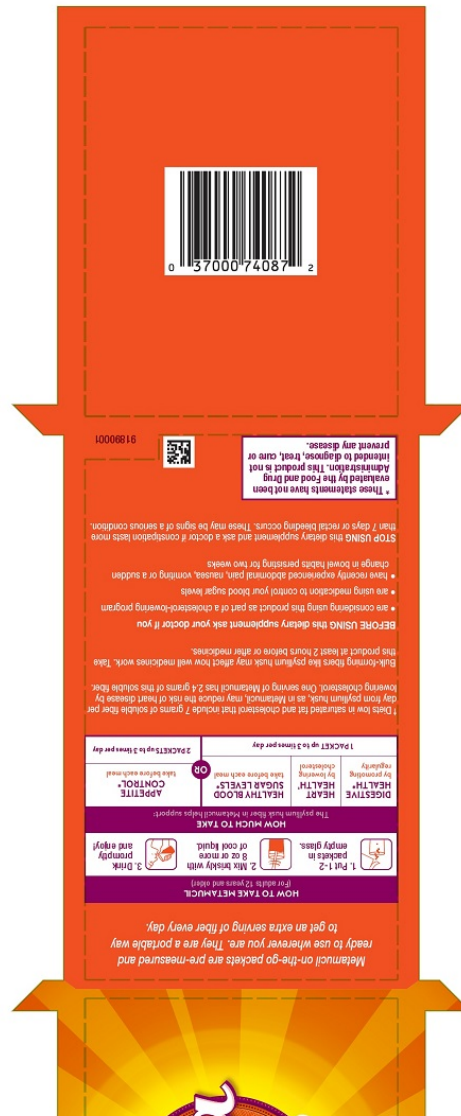 Metamucil on-the-go packets are pre-measured and
ready to use wherever you are. They are a portable way
to get an extra serving of fiber every day.
HOW TO TAKE METAMUCIL
(For adults 12 years and older)
1. Put 1-2
packets in
empty glass.
2. Mix briskly with
8 oz or more
of cool liquid.
3. Drink
promptly
and enjoy!
HOW MUCH TO TAKE
The psyllium husk fiber in Metamucil helps support:
DIGESTIVE
HEALTH*
by promoting
regularity
HEART
HEALTH†
by lowering
cholesterol
HEALTHY BLOOD
SUGAR LEVELS*
take before each meal
OR
APPETITE
CONTROL*
take before each meal
1 PACKET up to 3 times per day
2 PACKETS up to 3 times per day
† Diets low in saturated fat and cholesterol that include 7 grams of soluble fiber per
day from psyllium husk, as in Metamucil, may reduce the risk of heart disease by
lowering cholesterol. One serving of Metamucil has 2.4 grams of this soluble fiber.
Bulk-forming fibers like psyllium husk may affect how well medicines work. Take
this product at least 2 hours before or after medicines.
BEFORE USING this dietary supplement ask your doctor if you
• are considering using this product as part of a cholesterol-lowering program
• are using medication to control your blood sugar levels
• have recently experienced abdominal pain, nausea, vomiting or a sudden
change in bowel habits persisting for two weeks
STOP USING this dietary supplement and ask a doctor if constipation lasts more
than 7 days or rectal bleeding occurs. These may be signs of a serious condition.
* These statements have not been
evaluated by the Food and Drug
Administration. This product is not
intended to diagnose, treat, cure or
prevent any disease.
91890001
0 37000 74087 2